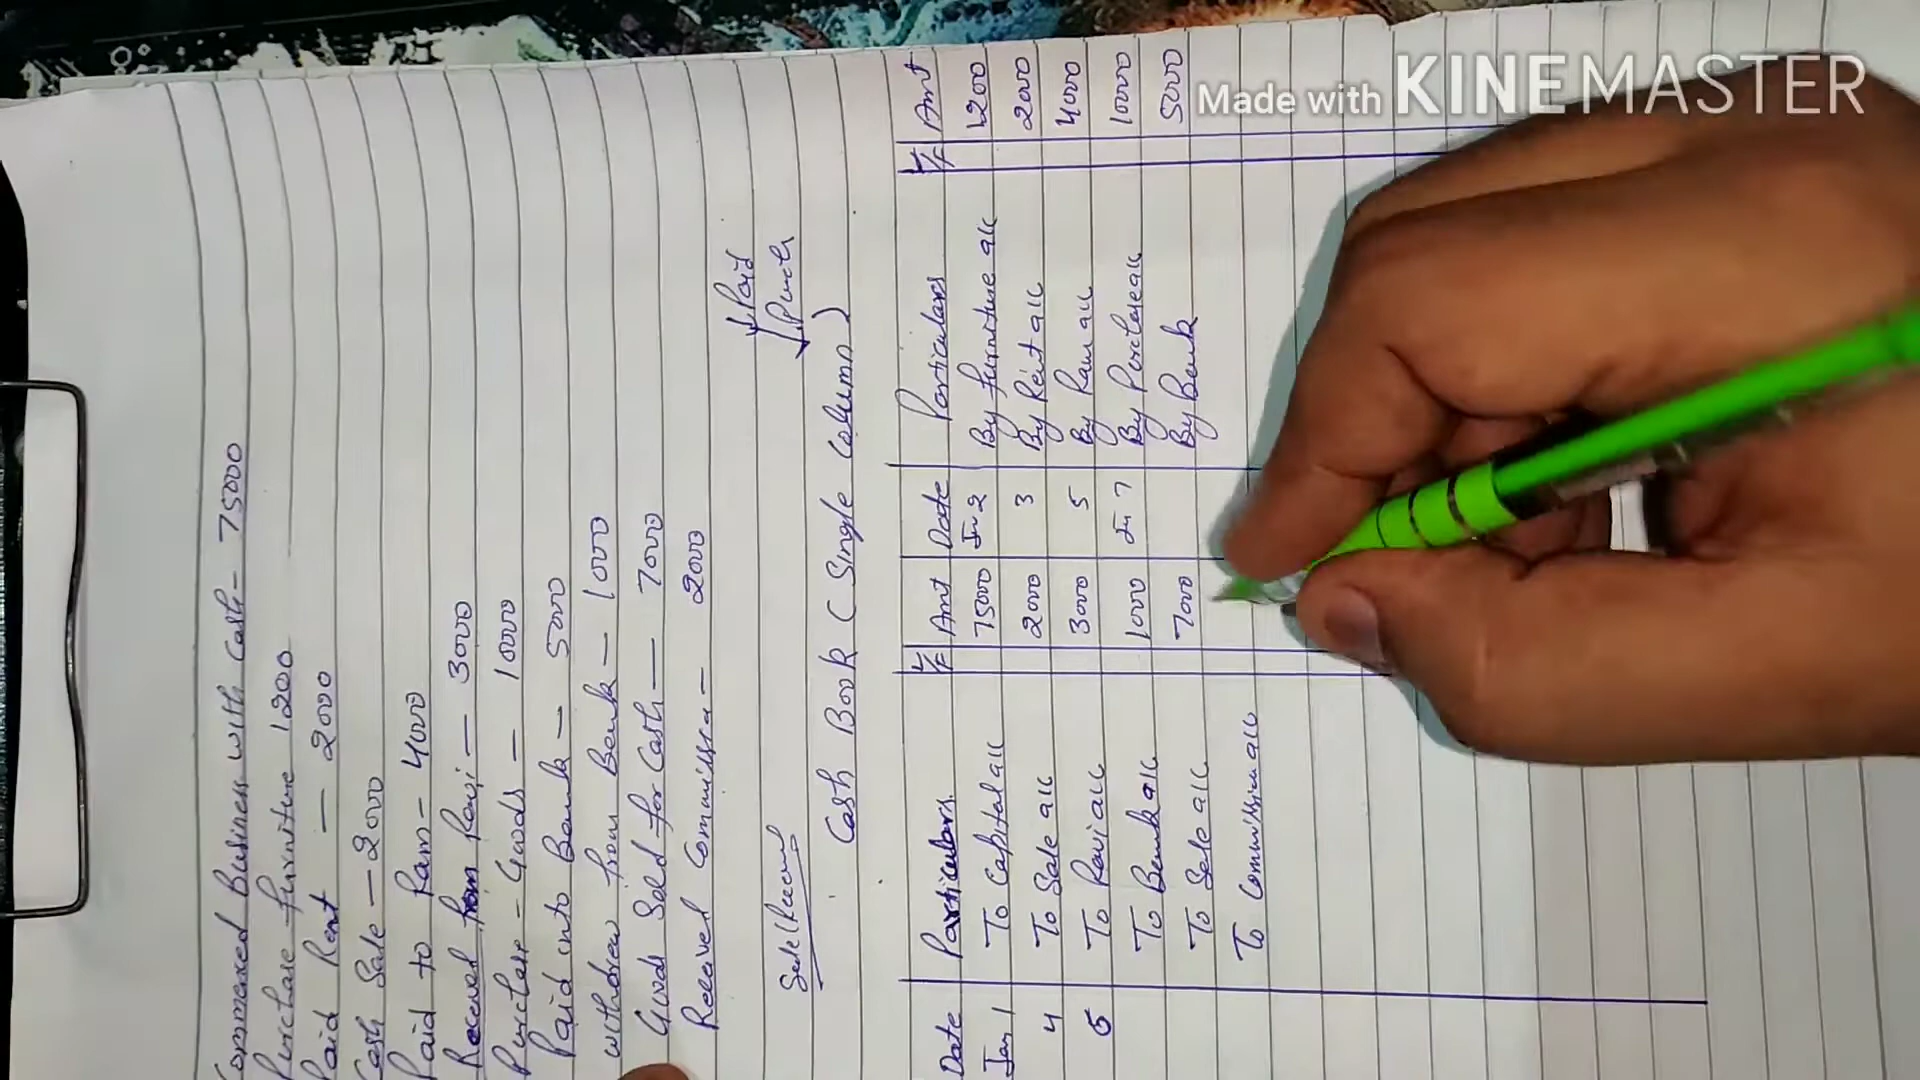 Commenced Business with Cash - 75000
Purchase furniture 1200
Paid Rent — 2000
Cash Sale — 2000
Paid to Ram - 4000
Received from Ravi — 3000
Purchase - Goods — 10000
Paid into Bank — 5000
withdrew from Bank — 1000
Goods Sold for Cash — 7000
Received Commission — 2000
Paid
Sale
Cash Book (Single Column)
Date Particulars. L/F Amt Date Particulars L/F Amt
Jan 1 To Capital a/c 75000 Jan 2 By furniture a/c 1200
4 To Sale a/c 2000 3 By Rent a/c 2000
5 To Ravi a/c 3000 5 By Ram a/c 4000
To Bank a/c 1000 Jan 7 By Purchase a/c 10000
To Sale a/c 7000 By Bank 5000
To Commission a/c
Made with KINEMASTER